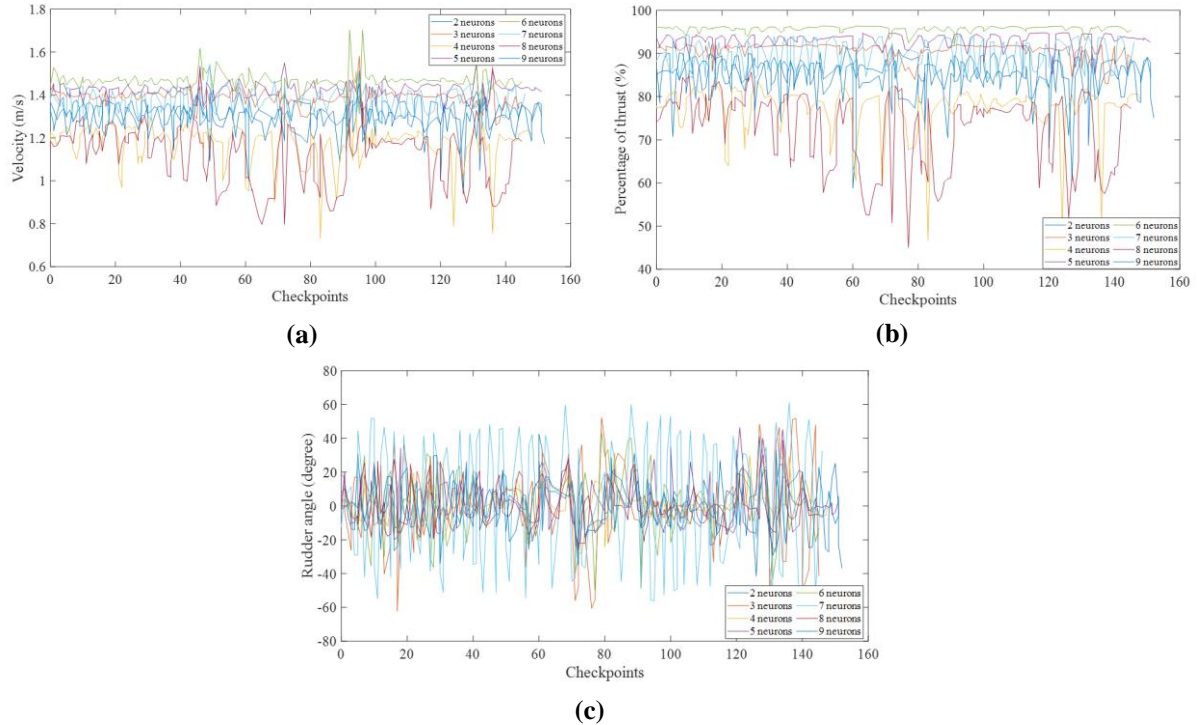 1.8
1.6
1.4
1.2
1
0.8
0.6
Velocity (m/s)
0 20 40 60 80 100 120 140 160
Checkpoints
2 neurons 6 neurons
3 neurons 7 neurons
4 neurons 8 neurons
5 neurons 9 neurons
(a)
100
90
80
70
60
50
40
Percentage of thrust (%)
0 20 40 60 80 100 120 140 160
Checkpoints
2 neurons 6 neurons
3 neurons 7 neurons
4 neurons 8 neurons
5 neurons 9 neurons
(b)
80
60
40
20
0
-20
-40
-60
-80
Rudder angle (degree)
0 20 40 60 80 100 120 140 160
Checkpoints
2 neurons 6 neurons
3 neurons 7 neurons
4 neurons 8 neurons
5 neurons 9 neurons
(c)